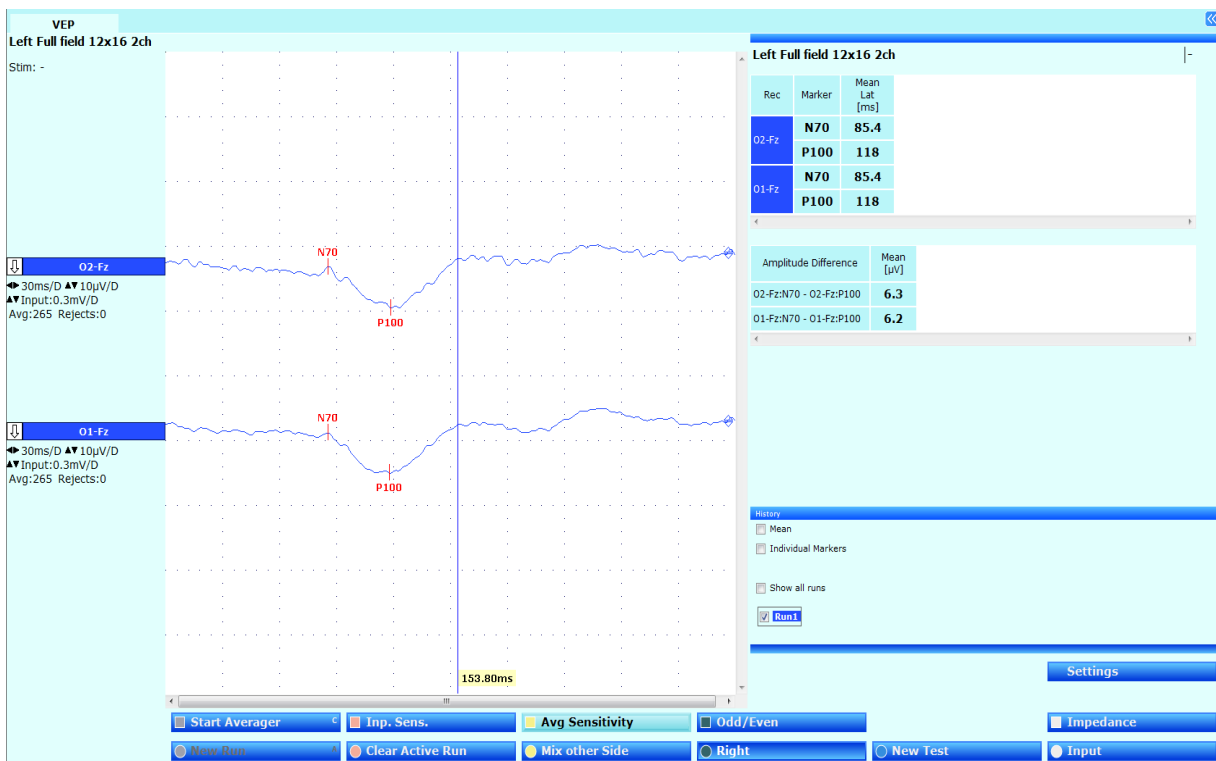 VEP
Left Full field 12x16 2ch
Stim: -
O2-Fz
30ms/D 10µV/D
Input:0.3mV/D
Avg:265 Rejects:0
O1-Fz
30ms/D 10µV/D
Input:0.3mV/D
Avg:265 Rejects:0
N70
P100
N70
P100
153.80ms
Left Full field 12x16 2ch -
Rec Marker Mean Lat [ms]
O2-Fz N70 85.4
P100 118
O1-Fz N70 85.4
P100 118
Amplitude Difference Mean [µV]
O2-Fz:N70 - O2-Fz:P100 6.3
O1-Fz:N70 - O1-Fz:P100 6.2
History
Mean
Individual Markers
Show all runs
Run1
Settings
Start Averager C Inp. Sens. Avg Sensitivity Odd/Even Impedance
New Run A Clear Active Run Mix other Side Right New Test Input